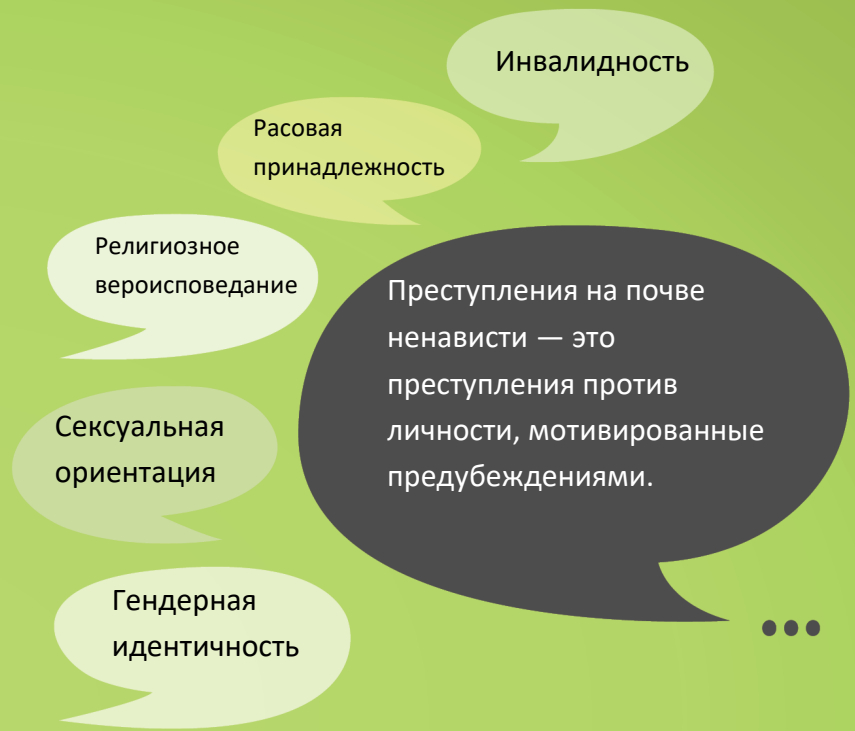 Инвалидность
Расовая
принадлежность
Религиозное
вероисповедание
Преступления на почве
ненависти — это
преступления против
личности, мотивированные
предубеждениями.
Сексуальная
ориентация
Гендерная
идентичность